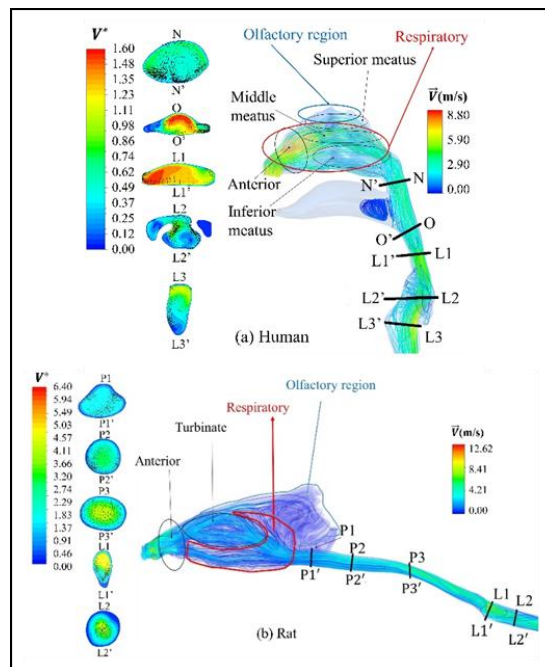 V*
1.60
1.48
1.35
1.23
1.11
0.98
0.86
0.74
0.62
0.49
0.37
0.25
0.12
0.00
N
N'
O
O'
L1
L1'
L2
L2'
L3
L3'
Olfactory region
Respiratory
Superior meatus
Middle
meatus
Anterior
Inferior
meatus
V(m/s)
8.80
5.87
2.90
0.00
N'
N
O'
O
L1'
L1
L2'
L2
L3'
L3
(a) Human
V*
6.40
5.94
5.49
5.03
4.57
4.11
3.66
3.20
2.74
2.29
1.83
1.37
0.91
0.46
0.00
P1
P1'
P2
P2'
P3
P3'
L1
L1'
L2
L2'
Olfactory region
Respiratory
Turbinate
Anterior
V(m/s)
12.62
8.41
4.21
0.00
P1
P1'
P2
P2'
P3
P3'
L1
L1'
L2
L2'
(b) Rat